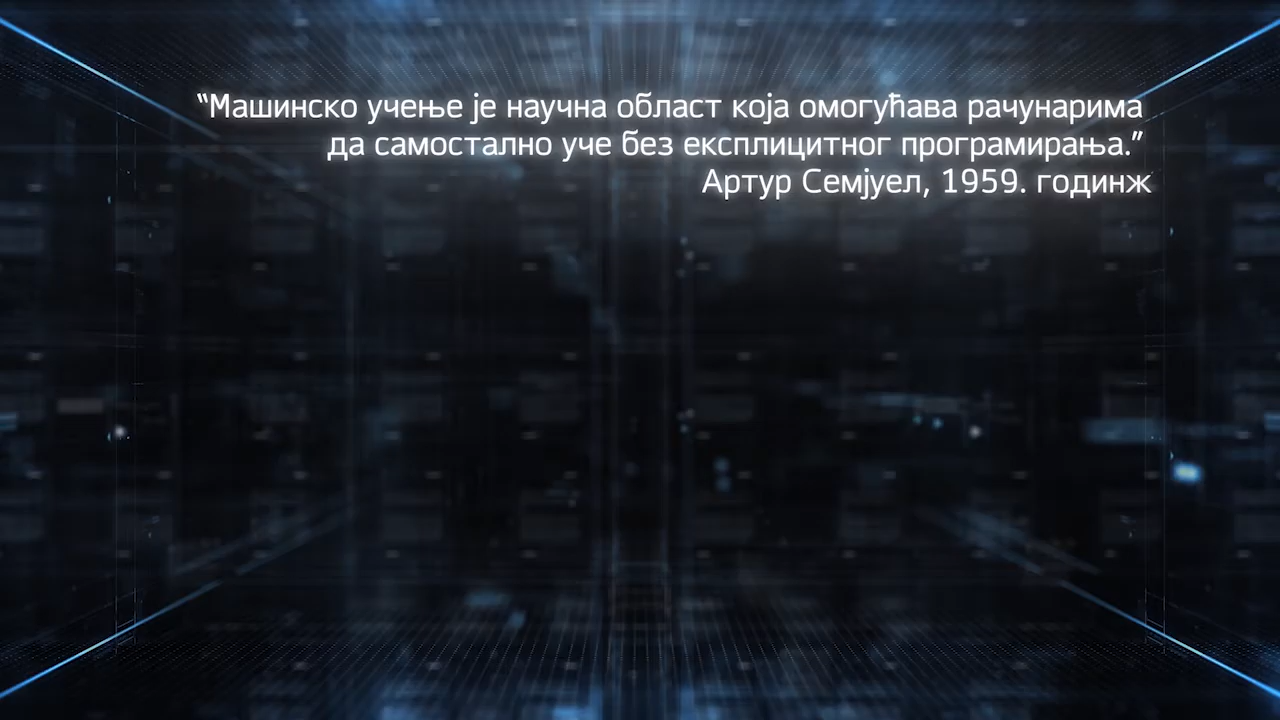 “Машинско учење је научна област која омогућава рачунарима
да самостално уче без експлицитног програмирања.”
Артур Семјуел, 1959. годинж